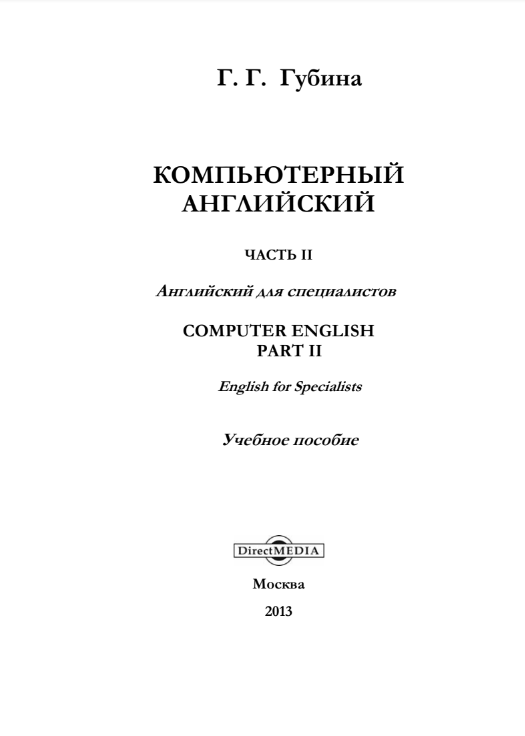 Г. Г. Губина
КОМПЬЮТЕРНЫЙ
АНГЛИЙСКИЙ
ЧАСТЬ II
Английский для специалистов
COMPUTER ENGLISH
PART II
English for Specialists
Учебное пособие
DirectMEDIA
Москва
2013